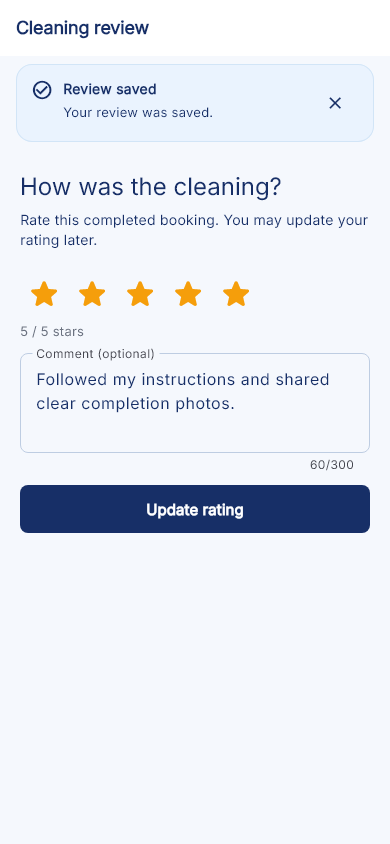 Cleaning review
Review saved
Your review was saved.
How was the cleaning?
Rate this completed booking. You may update your
rating later.
5 / 5 stars
Comment (optional)
Followed my instructions and shared
clear completion photos.
60/300
Update rating